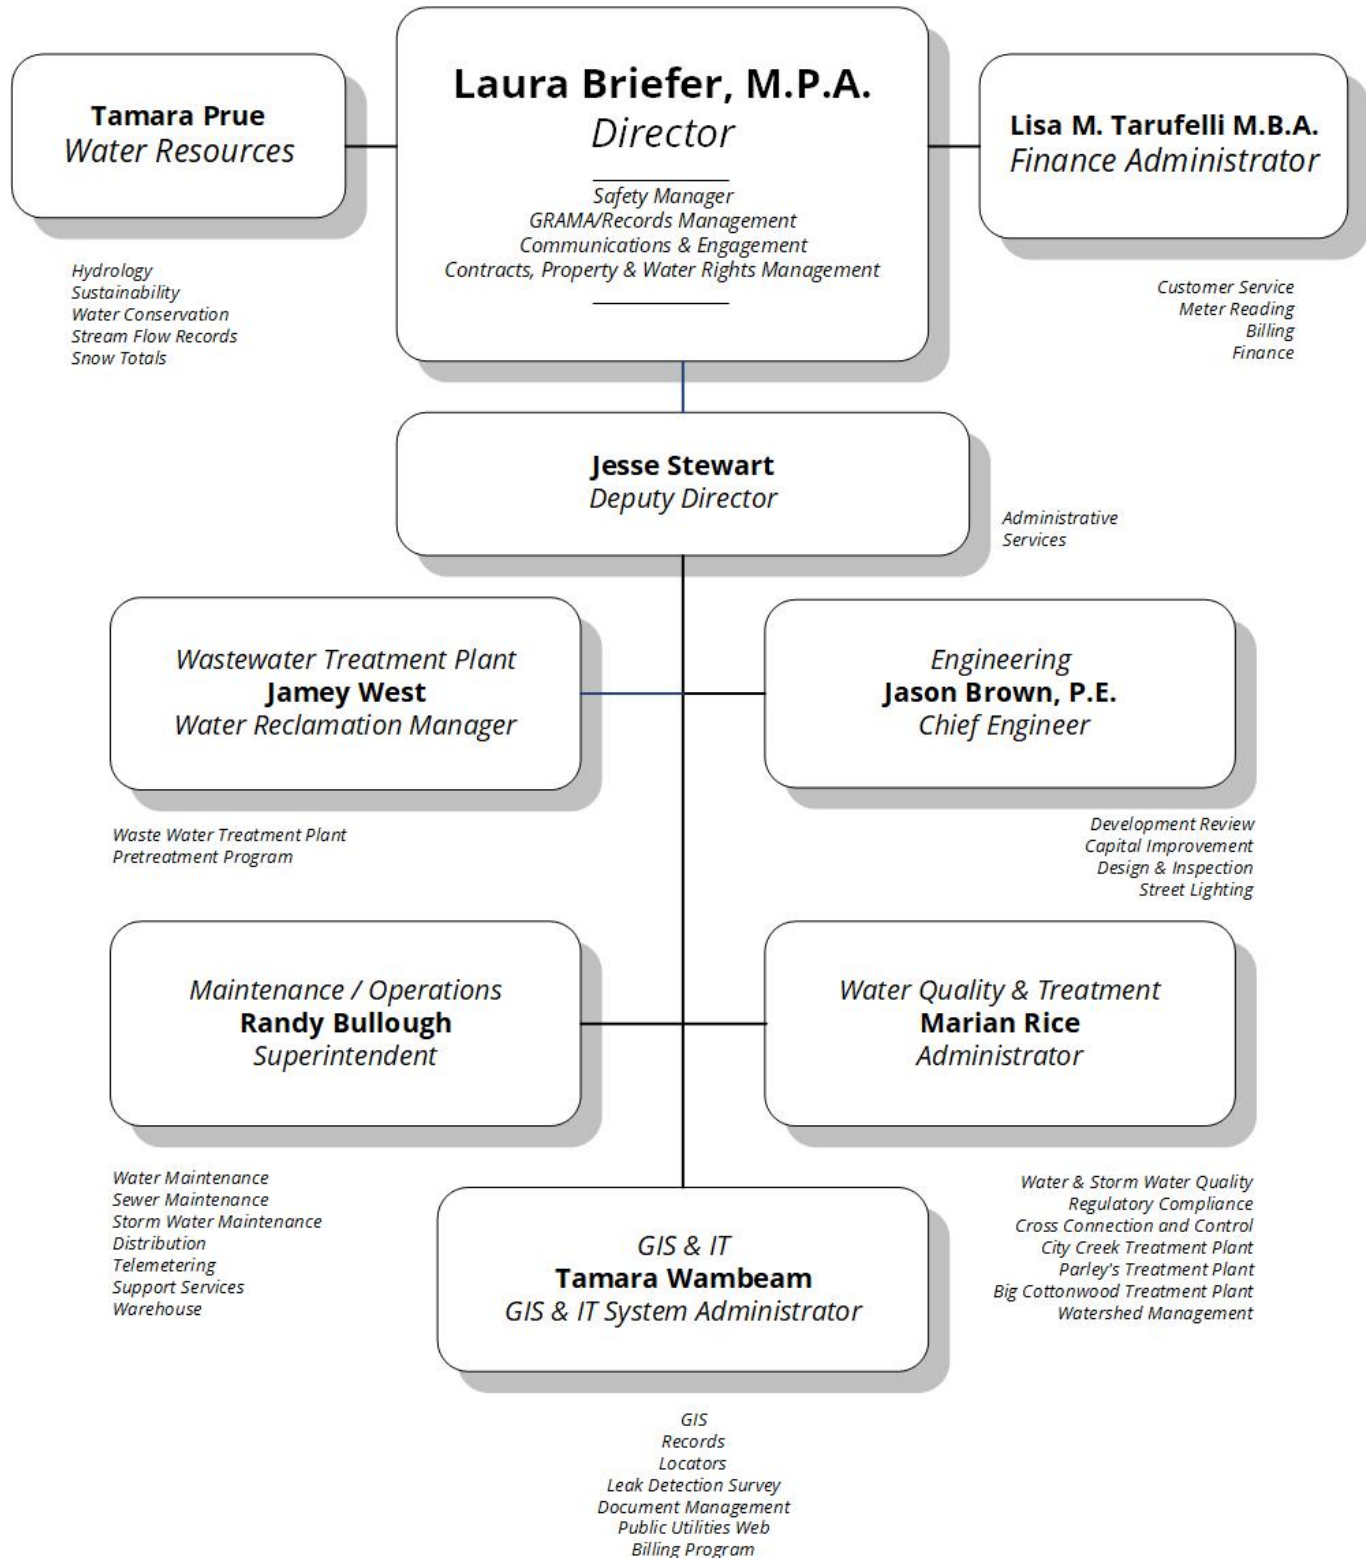 Tamara Prue
Water Resources
Hydrology
Sustainability
Water Conservation
Stream Flow Records
Snow Totals
Laura Briefer, M.P.A.
Director
Safety Manager
GRAMA/Records Management
Communications & Engagement
Contracts, Property & Water Rights Management
Lisa M. Tarufelli M.B.A.
Finance Administrator
Customer Service
Meter Reading
Billing
Finance
Jesse Stewart
Deputy Director
Administrative
Services
Wastewater Treatment Plant
Jamey West
Water Reclamation Manager
Waste Water Treatment Plant
Pretreatment Program
Engineering
Jason Brown, P.E.
Chief Engineer
Development Review
Capital Improvement
Design & Inspection
Street Lighting
Maintenance / Operations
Randy Bullough
Superintendent
Water Maintenance
Sewer Maintenance
Storm Water Maintenance
Distribution
Telemetering
Support Services
Warehouse
Water Quality & Treatment
Marian Rice
Administrator
Water & Storm Water Quality
Regulatory Compliance
Cross Connection and Control
City Creek Treatment Plant
Parley's Treatment Plant
Big Cottonwood Treatment Plant
Watershed Management
GIS & IT
Tamara Wambeam
GIS & IT System Administrator
GIS
Records
Locators
Leak Detection Survey
Document Management
Public Utilities Web
Billing Program